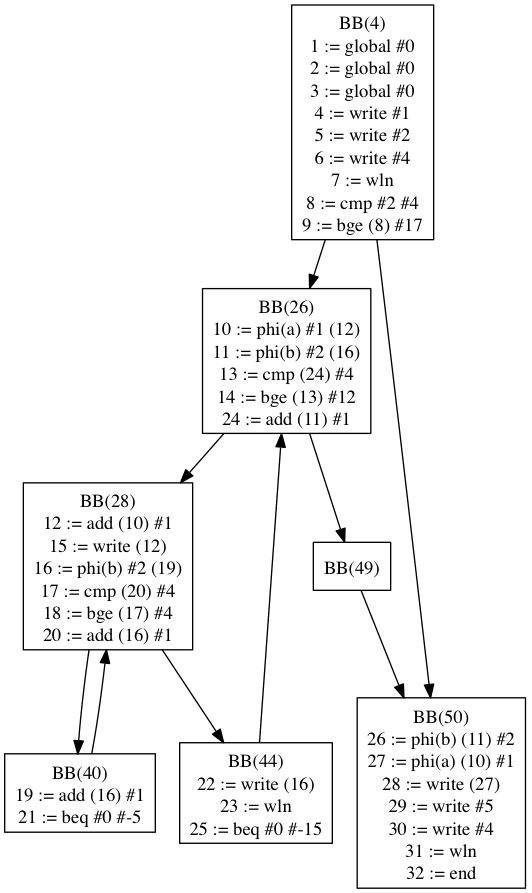 BB(4)
1 := global #0
2 := global #0
3 := global #0
4 := write #1
5 := write #2
6 := write #4
7 := wln
8 := cmp #2 #4
9 := bge (8) #17
BB(26)
10 := phi(a) #1 (12)
11 := phi(b) #2 (16)
13 := cmp (24) #4
14 := bge (13) #12
24 := add (11) #1
BB(28)
12 := add (10) #1
15 := write (12)
16 := phi(b) #2 (19)
17 := cmp (20) #4
18 := bge (17) #4
20 := add (16) #1
BB(49)
BB(40)
19 := add (16) #1
21 := beq #0 #-5
BB(44)
22 := write (16)
23 := wln
25 := beq #0 #-15
BB(50)
26 := phi(b) (11) #2
27 := phi(a) (10) #1
28 := write (27)
29 := write #5
30 := write #4
31 := wln
32 := end